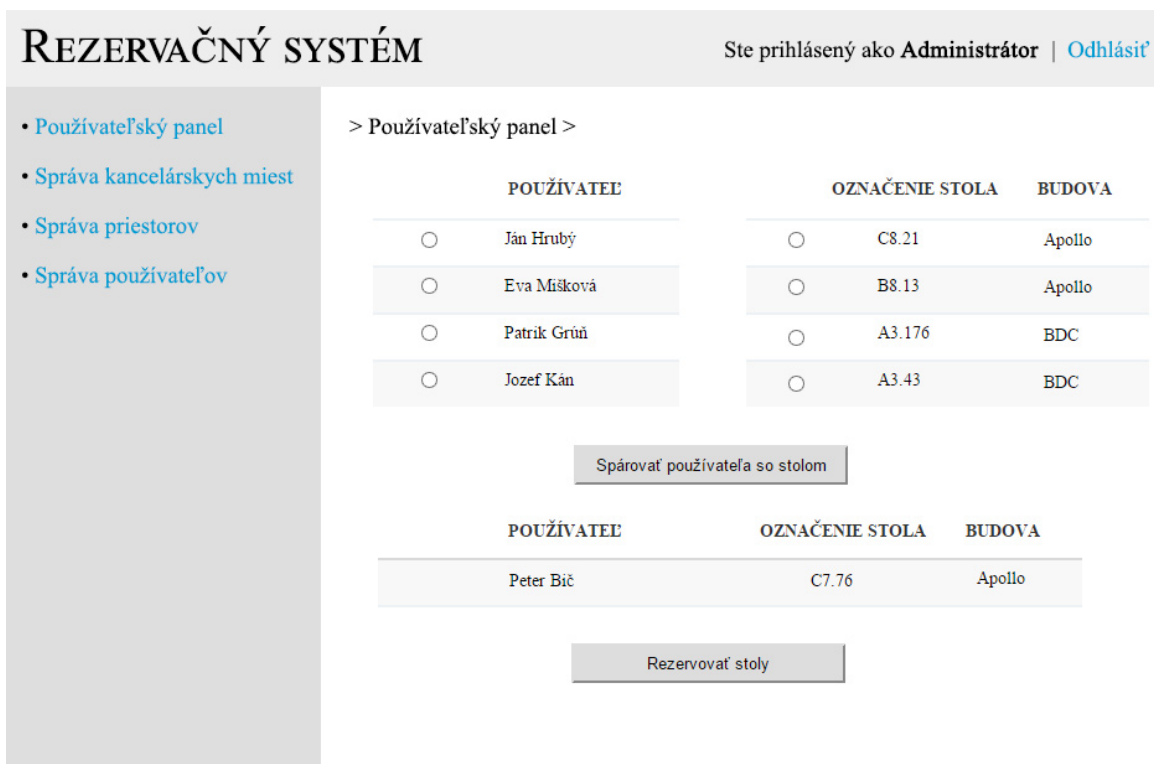 REZERVAČNÝ SYSTÉM
Ste prihlásený ako Administrátor | Odhlásiť
• Používateľský panel
• Správa kancelárskych miest
• Správa priestorov
• Správa používateľov
> Používateľský panel >
POUŽÍVATEĽ OZNAČENIE STOLA BUDOVA
Ján Hrubý C8.21 Apollo
Eva Mišková B8.13 Apollo
Patrik Grúň A3.176 BDC
Jozef Kán A3.43 BDC
Spárovať používateľa so stolom
POUŽÍVATEĽ OZNAČENIE STOLA BUDOVA
Peter Bič C7.76 Apollo
Rezervovať stoly